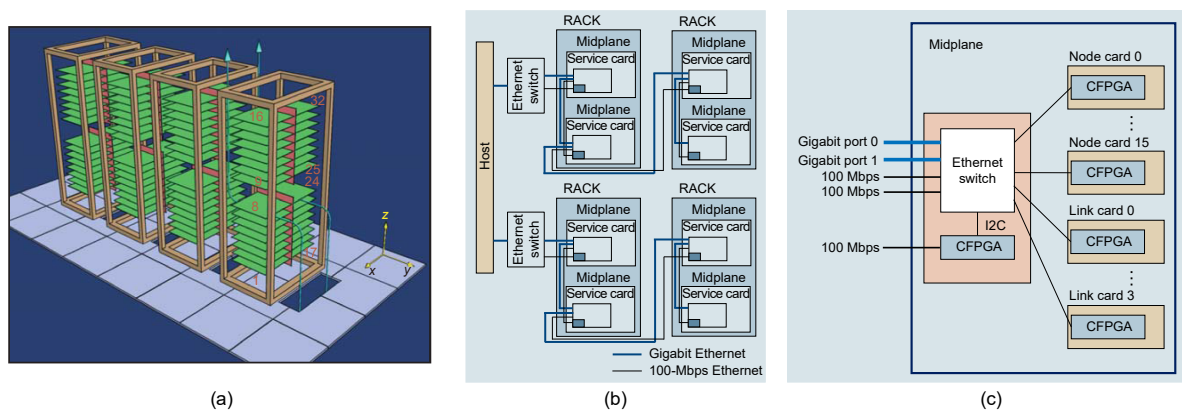 32
16
25
9
24
8
17
1
z
x
y
(a)
RACK
RACK
Midplane
Midplane
Service card
Service card
Ethernet
switch
Midplane
Midplane
Service card
Service card
Host
RACK
RACK
Midplane
Midplane
Service card
Service card
Ethernet
switch
Midplane
Midplane
Service card
Service card
Gigabit Ethernet
100-Mbps Ethernet
(b)
Midplane
Node card 0
CFPGA
Gigabit port 0
Gigabit port 1
100 Mbps
100 Mbps
Ethernet
switch
Node card 15
CFPGA
I2C
100 Mbps
CFPGA
Link card 0
CFPGA
Link card 3
CFPGA
(c)